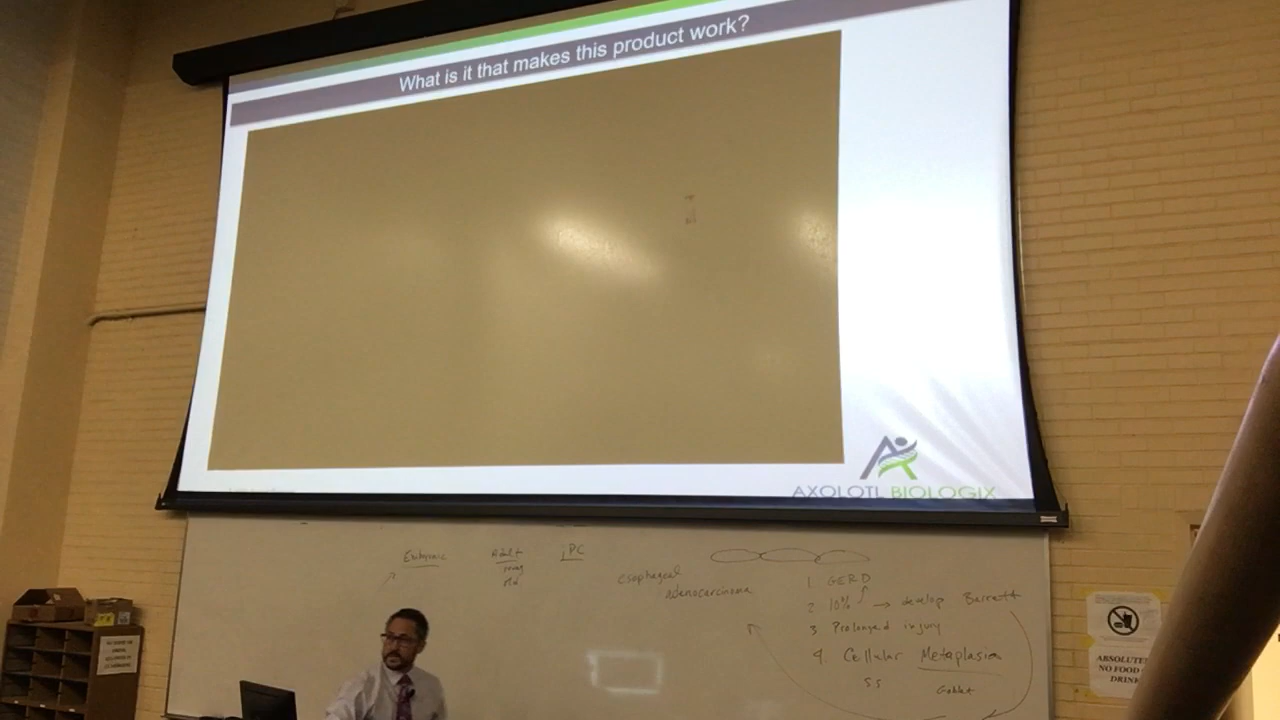 What is it that makes this product work?
AXOLOTL BIOLOGIX
Embryonic
Adult
iPC
esophageal
adenocarcinoma
1. GERD
2 10% → develop Barrett
3 Prolonged injury
4. Cellular Metaplasia
SS Goblet
ABSOLUTE
NO FOOD
DRIN